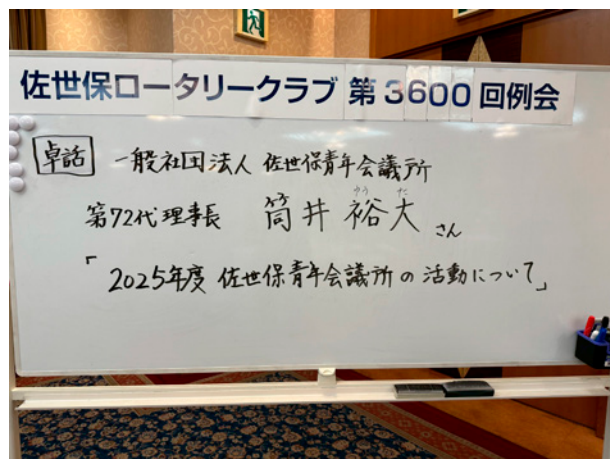 佐世保ロータリークラブ 第3600回例会
卓話 一般社団法人 佐世保青年会議所
ゆう た
第72代理事長 筒井 裕大 さん
「2025年度 佐世保青年会議所の活動について」